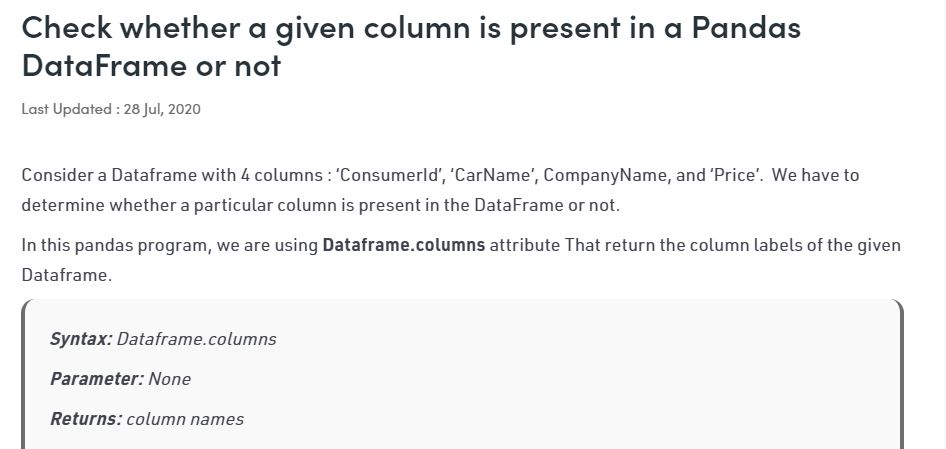 Check whether a given column is present in a Pandas
DataFrame or not
Last Updated : 28 Jul, 2020
Consider a Dataframe with 4 columns : ‘ConsumerId’, ‘CarName’, CompanyName, and ‘Price’.  We have to
determine whether a particular column is present in the DataFrame or not.
In this pandas program, we are using Dataframe.columns attribute That return the column labels of the given
Dataframe.
Syntax: Dataframe.columns
Parameter: None
Returns: column names